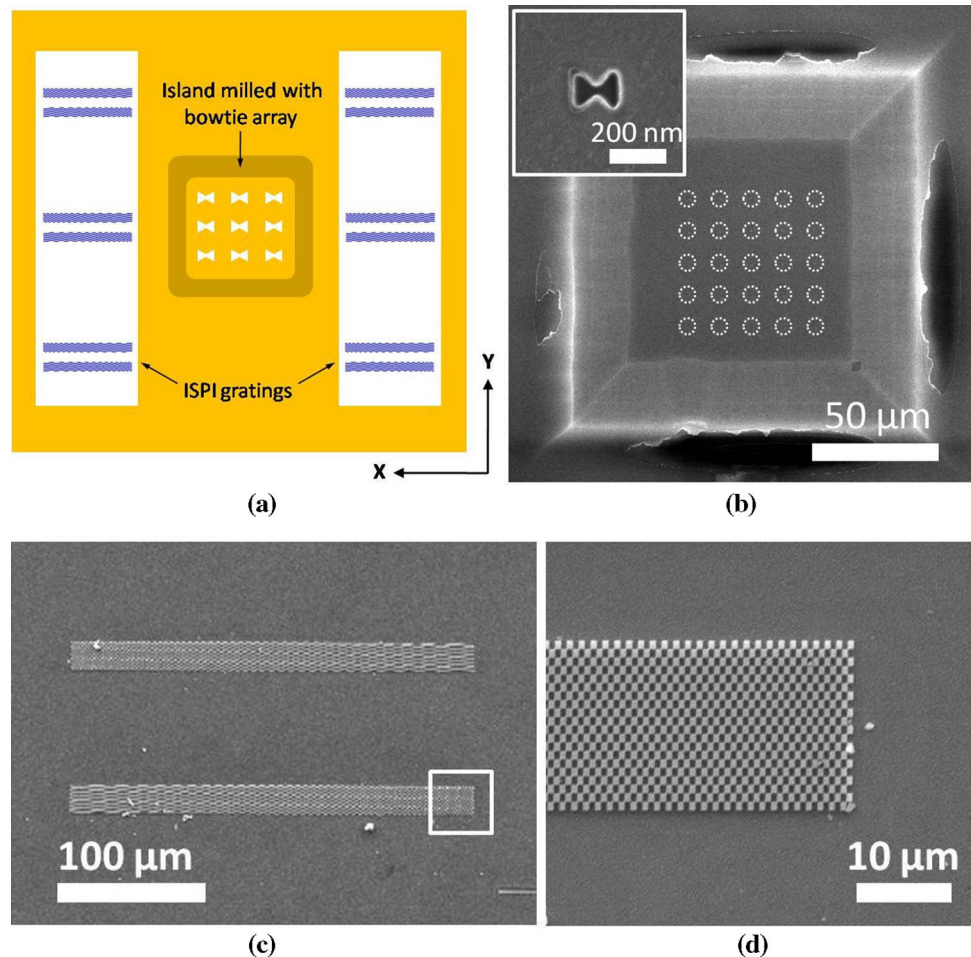 Island milled with
bowtie array
ISPI gratings
Y
X
(a)
200 nm
50 μm
(b)
100 μm
(c)
10 μm
(d)